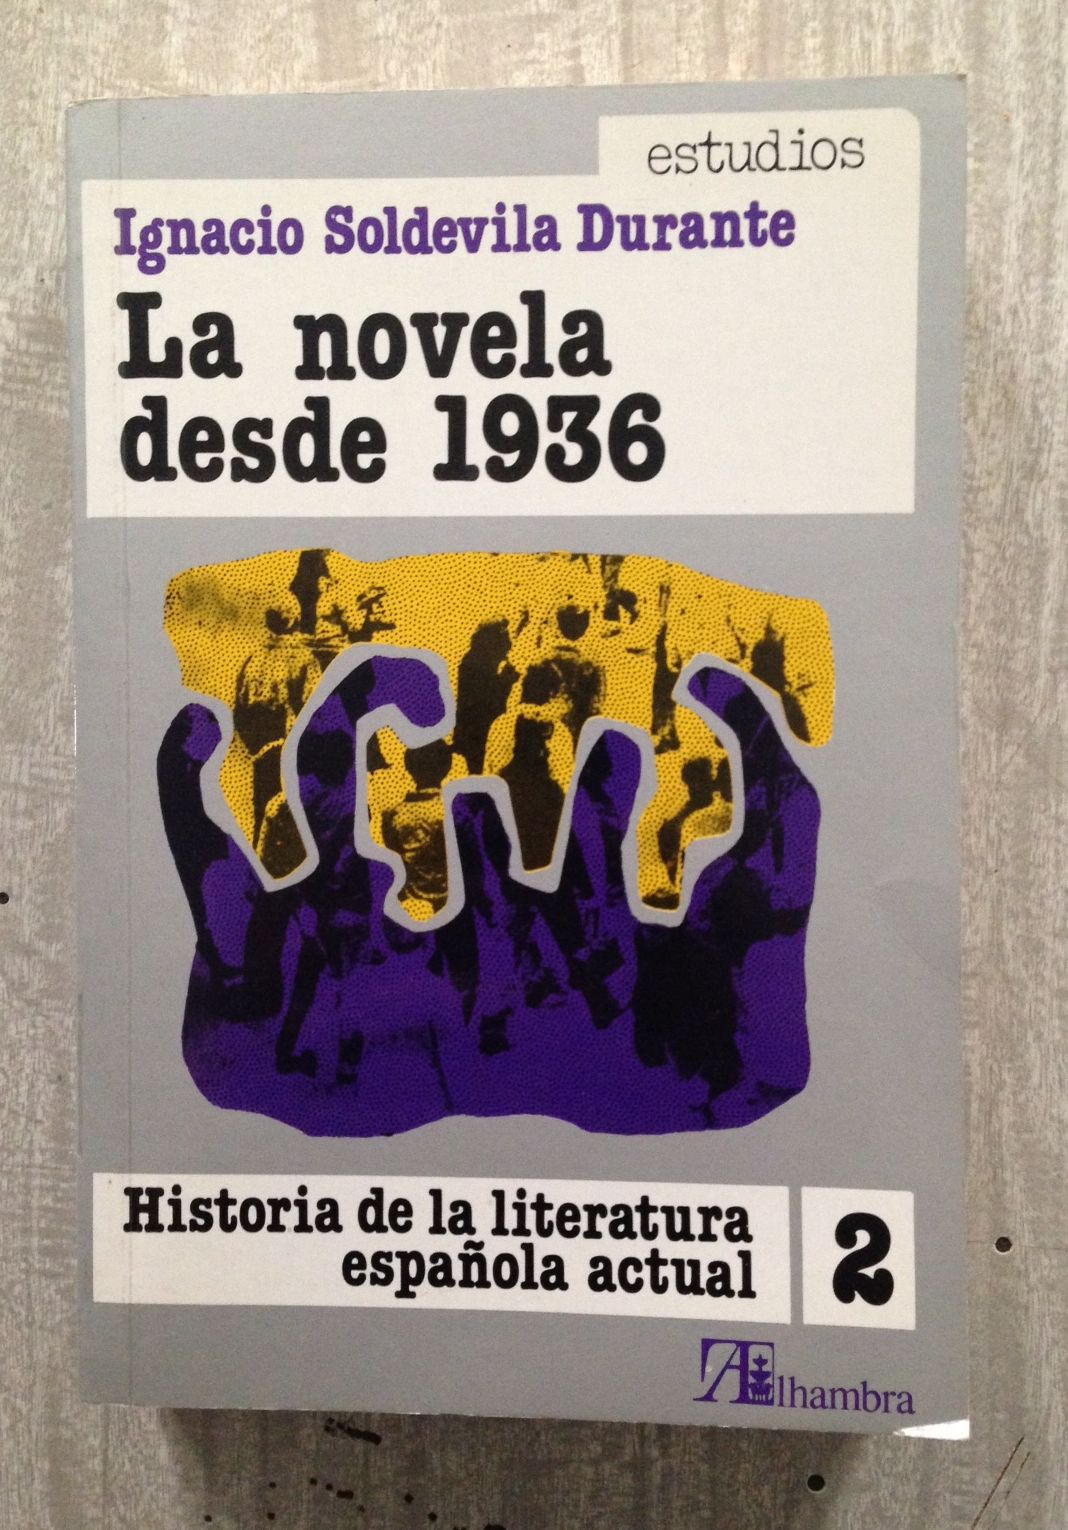 estudios
Ignacio Soldevila Durante
La novela
desde 1936
Historia de la literatura
española actual
2
Alhambra